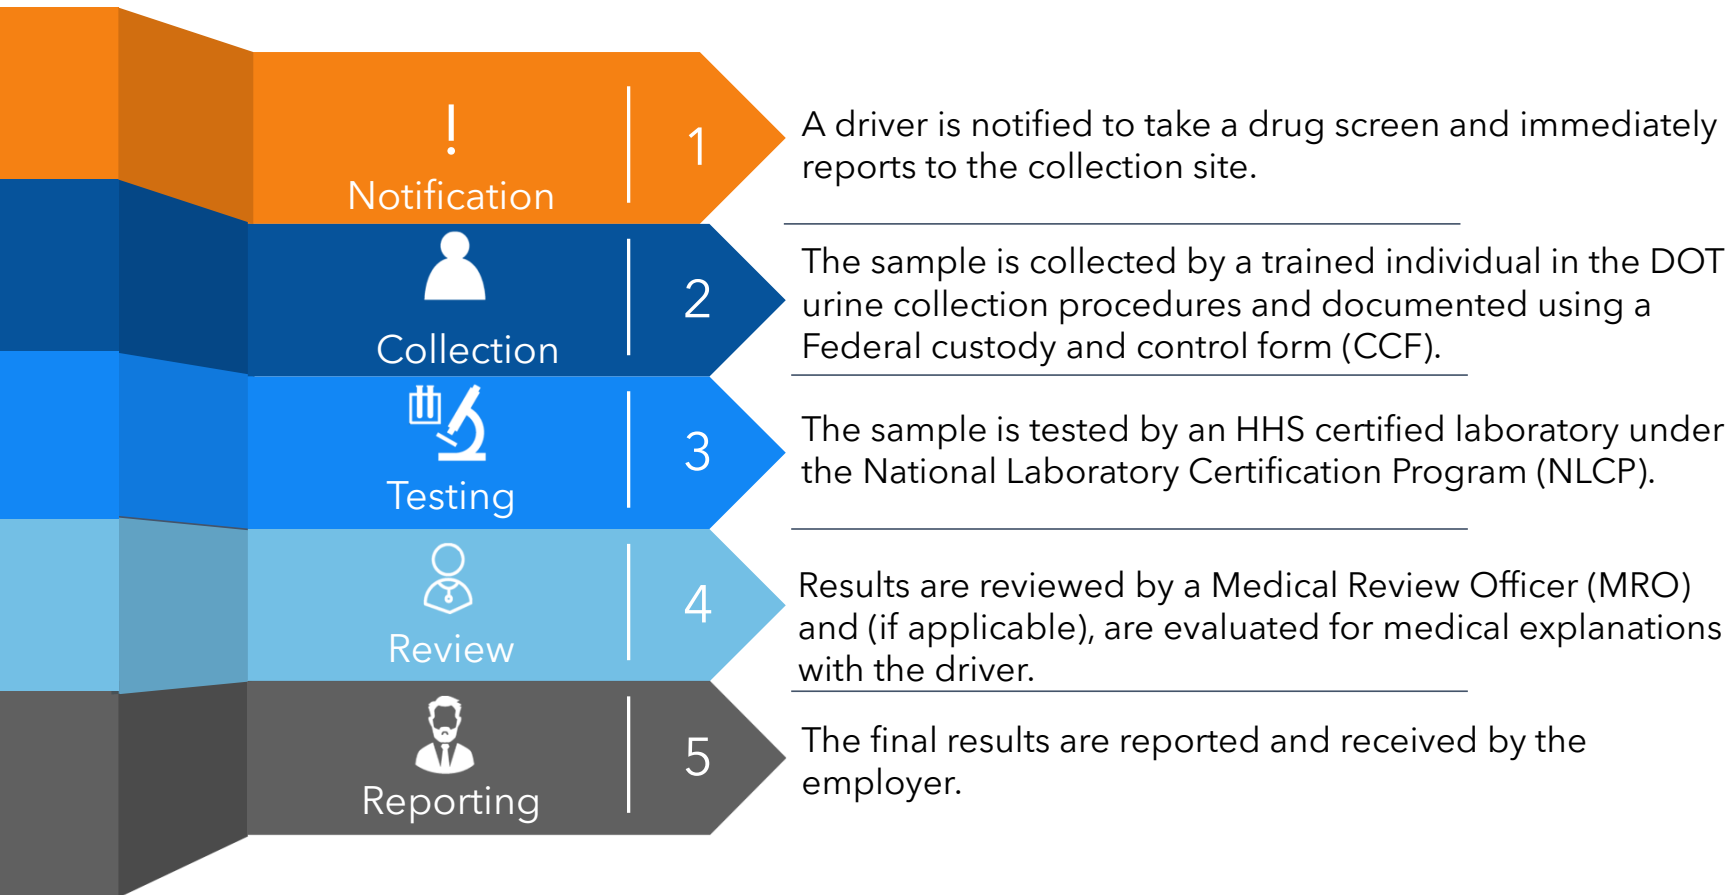 !
Notification
1
A driver is notified to take a drug screen and immediately
reports to the collection site.
Collection
2
The sample is collected by a trained individual in the DOT
urine collection procedures and documented using a
Federal custody and control form (CCF).
Testing
3
The sample is tested by an HHS certified laboratory under
the National Laboratory Certification Program (NLCP).
Review
4
Results are reviewed by a Medical Review Officer (MRO)
and (if applicable), are evaluated for medical explanations
with the driver.
Reporting
5
The final results are reported and received by the
employer.